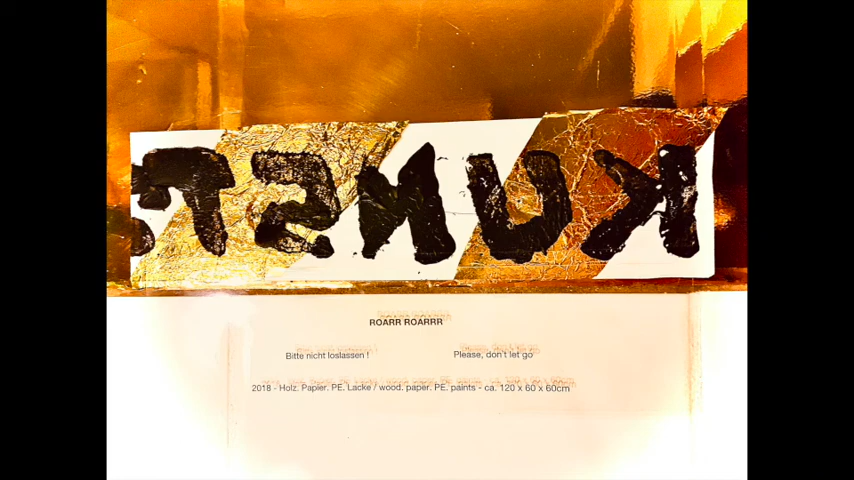 KUNST
ROARR ROARRR
Bitte nicht loslassen ! Please, don't let go
2018 - Holz. Papier. PE. Lacke / wood. paper. PE. paints - ca. 120 x 60 x 60cm